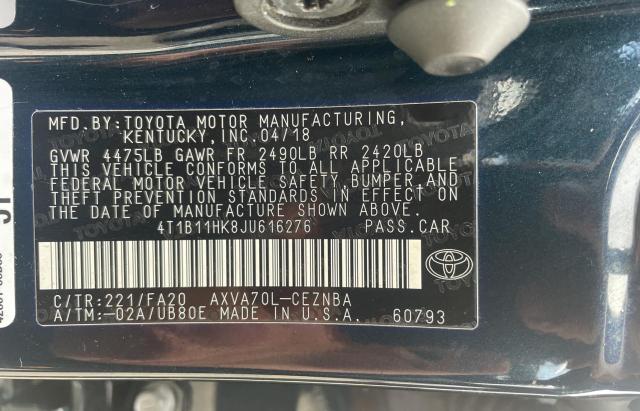 MFD.BY:TOYOTA MOTOR MANUFACTURING,
KENTUCKY, INC. 04/18
GVWR 4475LB GAWR FR 2490LB RR 2420LB
THIS VEHICLE CONFORMS TO ALL APPLICABLE
FEDERAL MOTOR VEHICLE SAFETY, BUMPER AND
THEFT PREVENTION STANDARDS IN EFFECT ON
THE DATE OF MANUFACTURE SHOWN ABOVE.
4T1B11HK8JU616276 PASS.CAR
C/TR:221/FA20 AXVA70L-CEZNBA
A/TM:-02A/UB80E MADE IN U.S.A. 60793